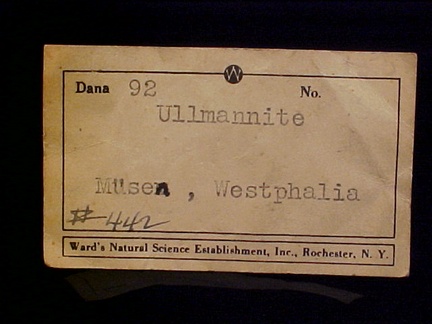 W
Dana 92 No.
Ullmannite
Müsen, Westphalia
# 442
Ward's Natural Science Establishment, Inc., Rochester, N. Y.